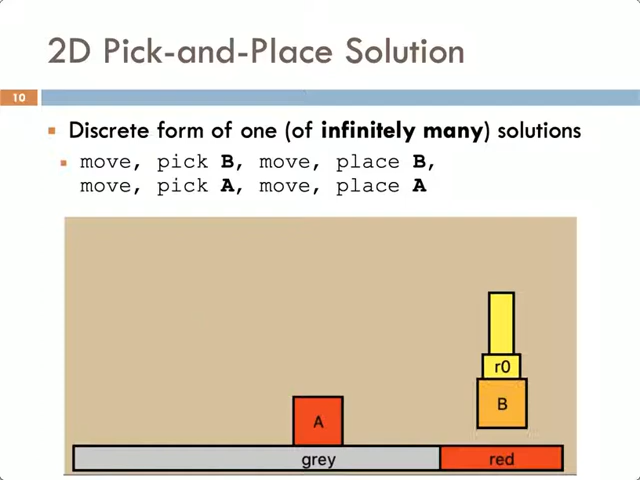 2D Pick-and-Place Solution
10
Discrete form of one (of infinitely many) solutions
move, pick B, move, place B,
move, pick A, move, place A
r0
B
A
grey red